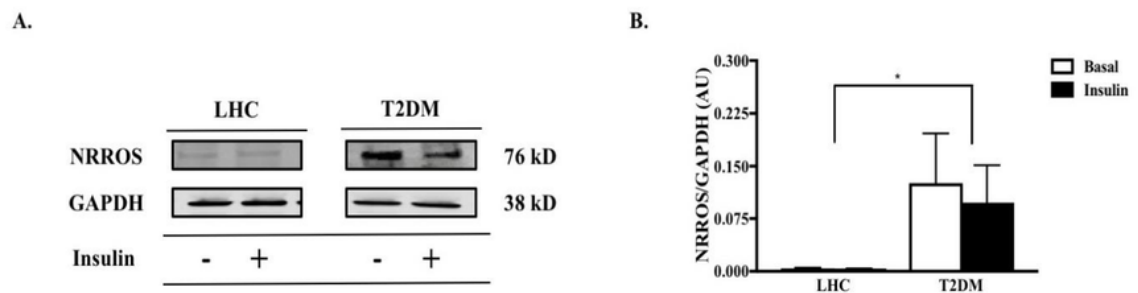 A.
LHC T2DM
NRROS 76 kD
GAPDH 38 kD
Insulin - + - +
B.
NRROS/GAPDH (AU)
0.300
0.225
0.150
0.075
0.000
*
LHC T2DM
Basal
Insulin